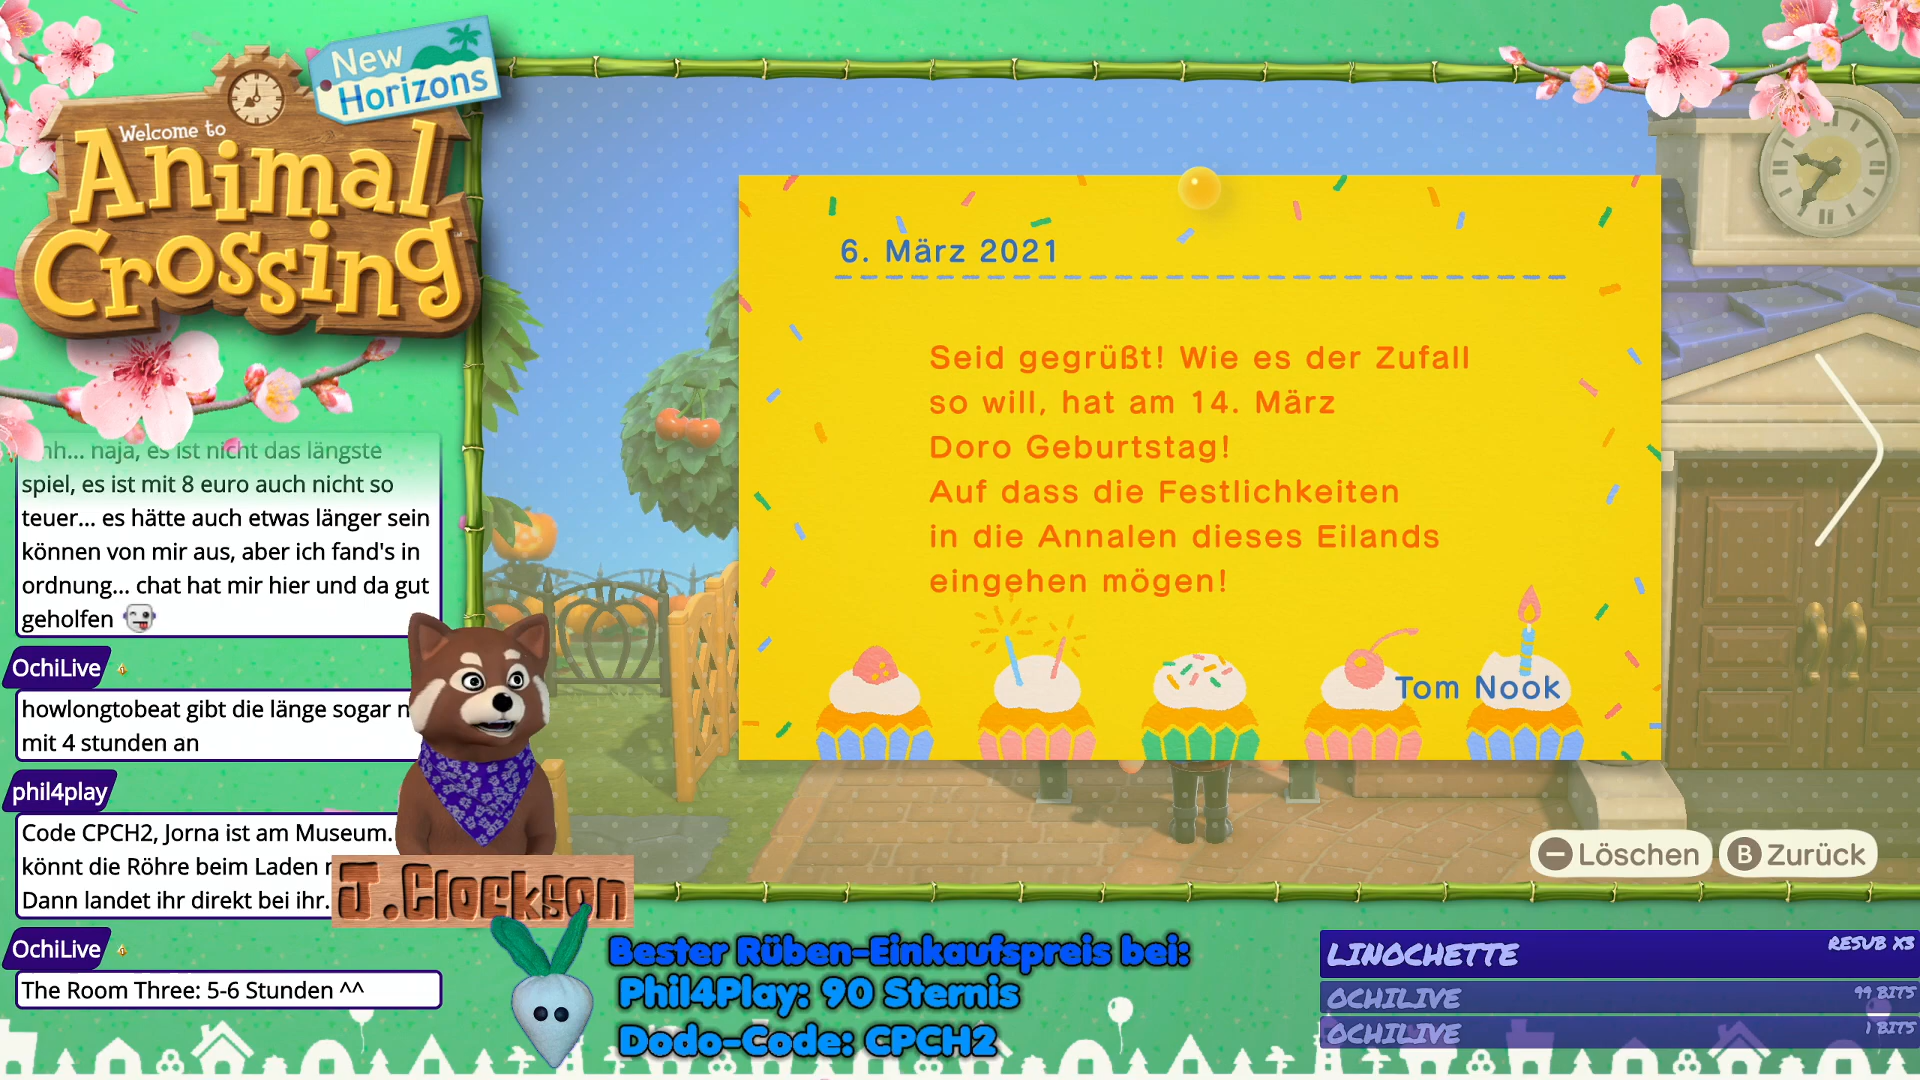 New
Horizons
Welcome to
Animal
Crossing
6. März 2021
Seid gegrüßt! Wie es der Zufall
so will, hat am 14. März
Doro Geburtstag!
Auf dass die Festlichkeiten
in die Annalen dieses Eilands
eingehen mögen!
Tom Nook
Löschen
B Zurück
naja, es ist nicht das längste
spiel, es ist mit 8 euro auch nicht so
teuer... es hätte auch etwas länger sein
können von mir aus, aber ich fand's in
ordnung... chat hat mir hier und da gut
geholfen
OchiLive
howlongtobeat gibt die länge sogar
mit 4 stunden an
phil4play
Code CPCH2, Jorna ist am Museum.
könnt die Röhre beim Laden
Dann landet ihr direkt bei ihr.
OchiLive
The Room Three: 5-6 Stunden ^^
J.Clockson
Bester Rüben-Einkaufspreis bei:
Phil4Play: 90 Sternis
Dodo-Code: CPCH2
LINOCHETTE RESUB X3
OCHILIVE 99 BITS
OCHILIVE 1 BITS